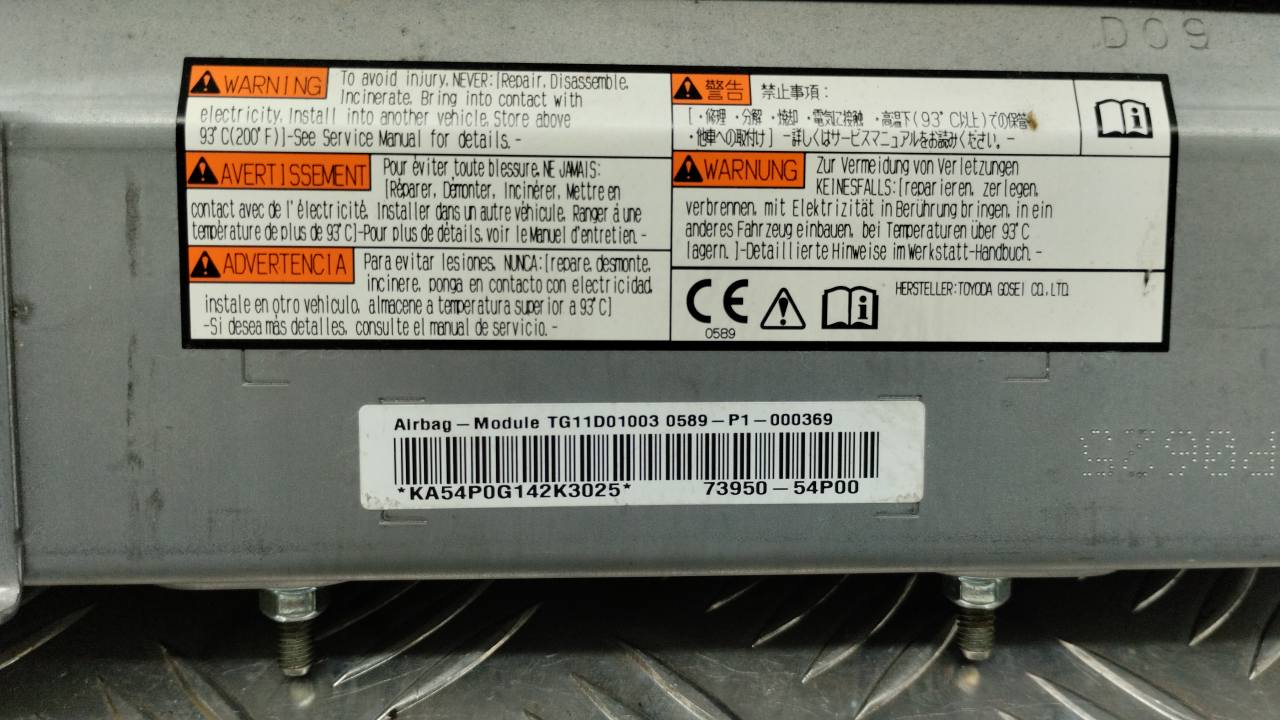 D09
WARNING To avoid injury, NEVER:[Repair, Disassemble,
Incinerate, Bring into contact with
electricity, Install into another vehicle, Store above
93°C(200°F)]-See Service Manual for details.-
AVERTISSEMENT Pour éviter toute blessure, NE JAMAIS:
[Réparer, Démonter, Incinérer, Mettre en
contact avec de l'électricité, Installer dans un autre véhicule, Ranger à une
température de plus de 93°C]-Pour plus de détails, voir le Manuel d'entretien.-
ADVERTENCIA Para evitar lesiones, NUNCA:[repare, desmonte,
incinere, ponga en contacto con electricidad,
instale en otro vehículo, almacene a temperatura superior a 93°C]
-Si desea más detalles, consulte el manual de servicio.-
警告 禁止事項:
[・修理 ・分解 ・焼却 ・電気に接触 ・高温下(93°C以上)での保管
・他車への取付け] -詳しくはサービスマニュアルをお読みください。-
WARNUNG Zur Vermeidung von Verletzungen
KEINESFALLS:[reparieren, zerlegen,
verbrennen, mit Elektrizität in Berührung bringen, in ein
anderes Fahrzeug einbauen, bei Temperaturen über 93°C
lagern.]-Detaillierte Hinweise im Werkstatt-Handbuch.-
CE
0589
HERSTELLER:TOYODA GOSEI CO.,LTD.
Airbag-Module TG11D01003 0589-P1-000369
*KA54P0G142K3025* 73950-54P00